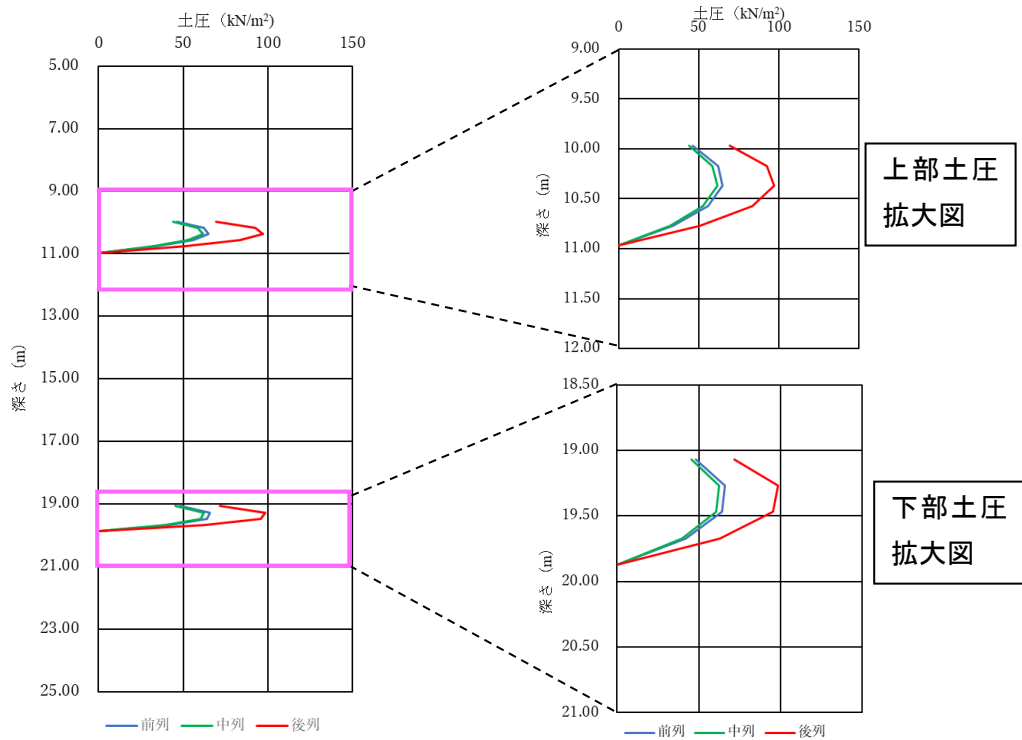 土圧（kN/m²)
0 50 100 150
5.00
7.00
9.00
11.00
13.00
15.00
17.00
19.00
21.00
23.00
25.00
深さ（m）
前列 中列 後列
土圧（kN/m²)
0 50 100 150
9.00
9.50
10.00
10.50
11.00
11.50
12.00
深さ（m）
上部土圧
拡大図
18.50
19.00
19.50
20.00
20.50
21.00
深さ（m）
前列 中列 後列
下部土圧
拡大図